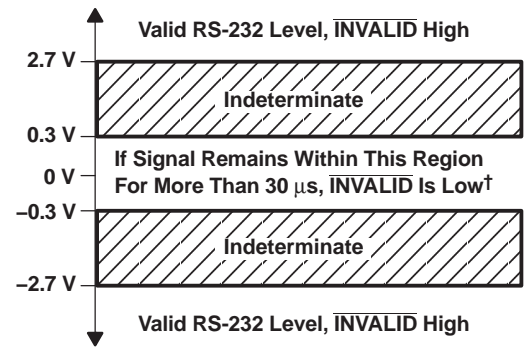 Valid RS-232 Level, INVALID High
2.7 V
Indeterminate
0.3 V
If Signal Remains Within This Region
0 V
For More Than 30 μs, INVALID Is Low†
−0.3 V
Indeterminate
−2.7 V
Valid RS-232 Level, INVALID High